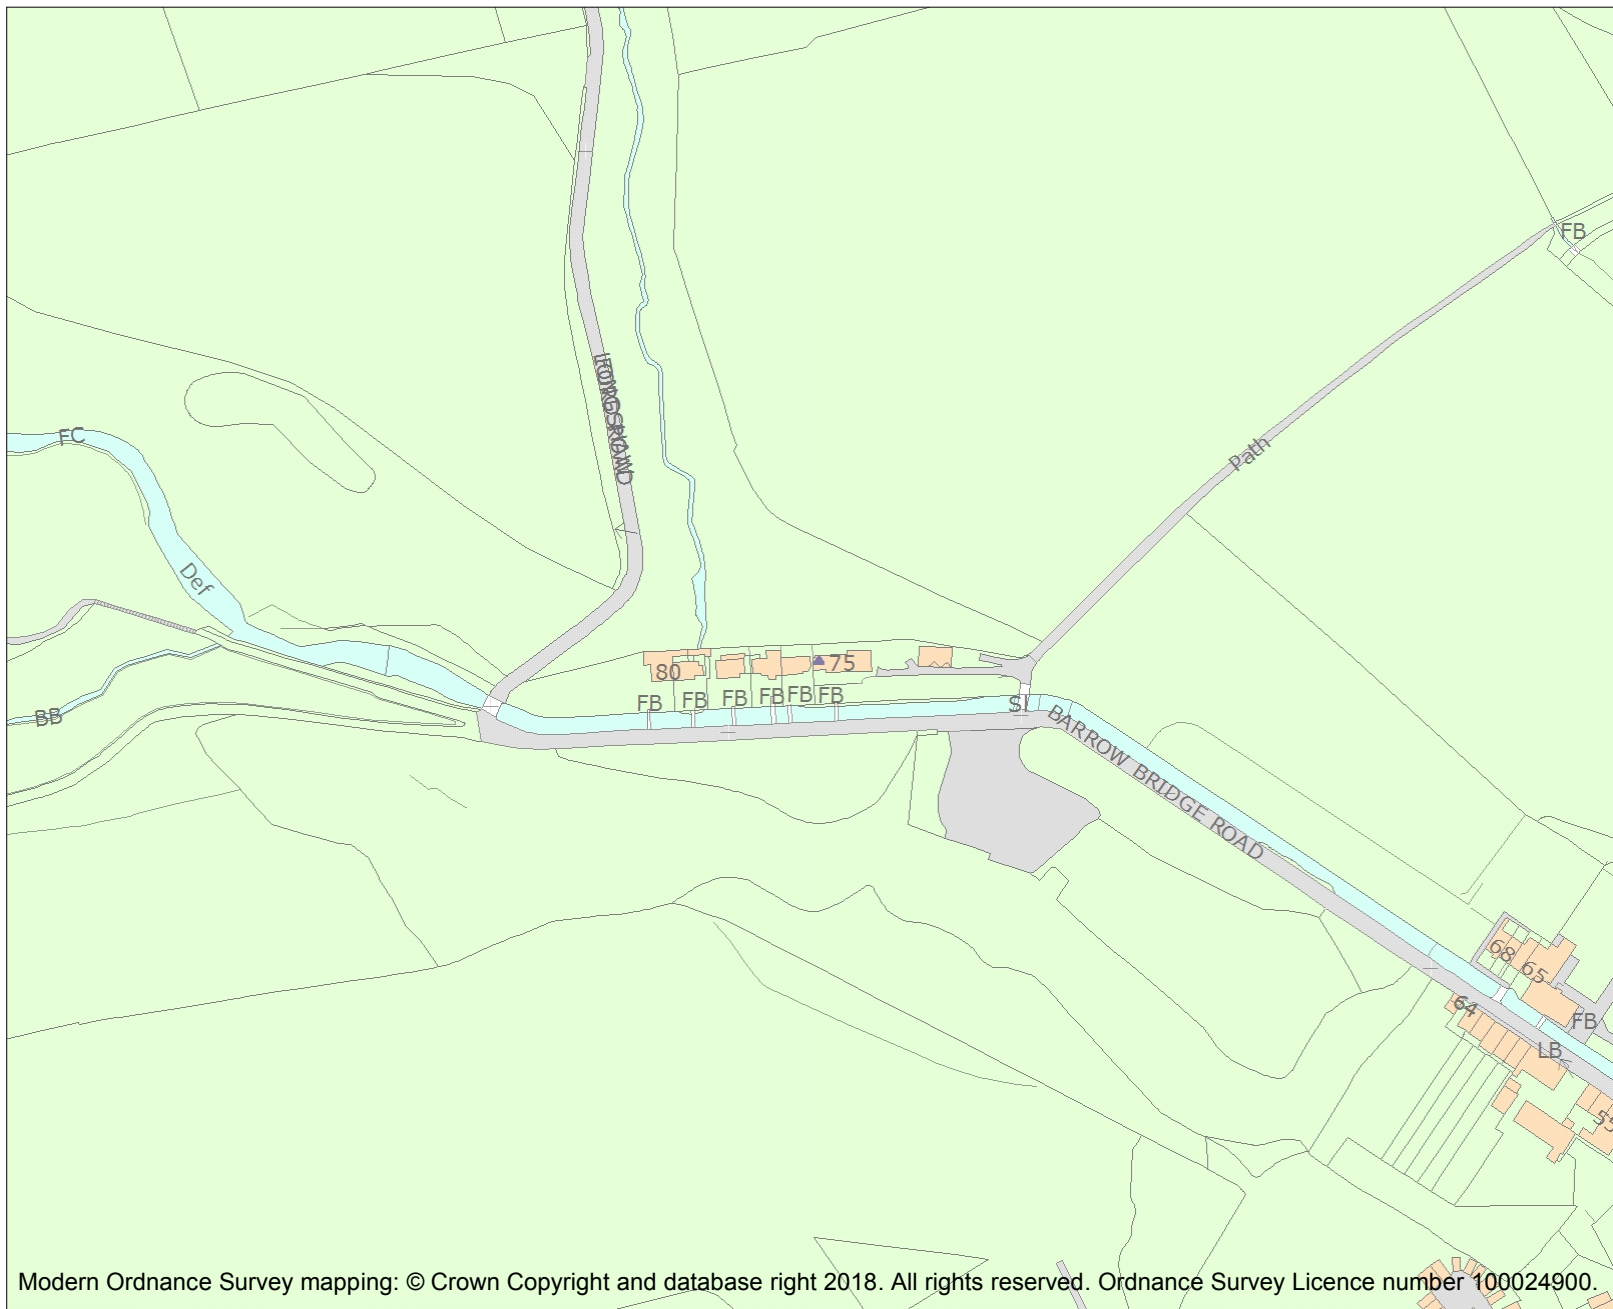 FB
Path
FC
Def
BB
80
75
FB
FB
FB
FB
FB
FB
Sl
BARROW BRIDGE ROAD
68
65
64
FB
LB
55
Modern Ordnance Survey mapping: © Crown Copyright and database right 2018. All rights reserved. Ordnance Survey Licence number 100024900.